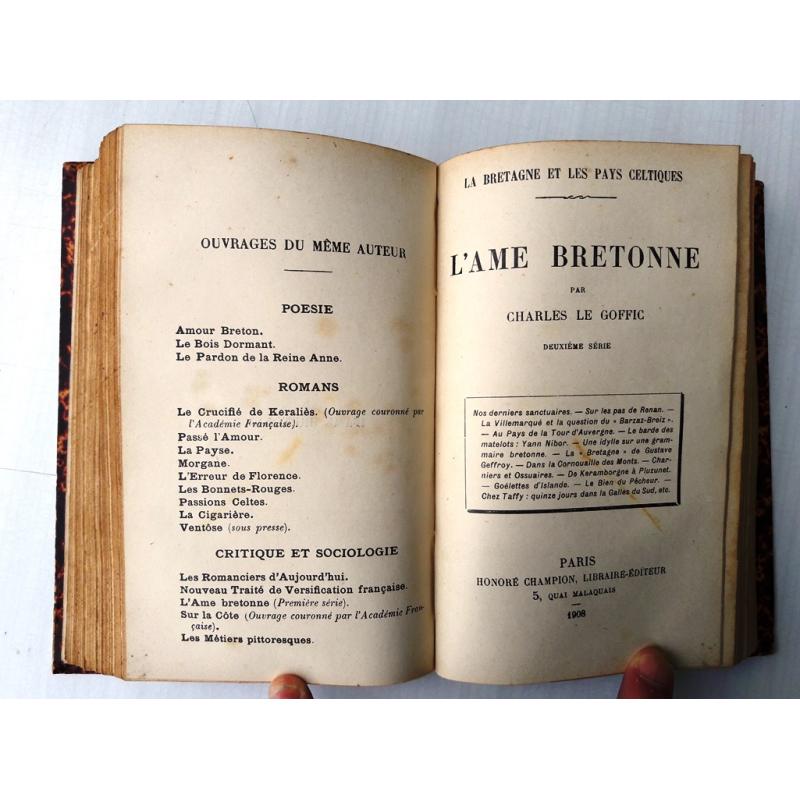 OUVRAGES DU MÊME AUTEUR
POESIE
Amour Breton.
Le Bois Dormant.
Le Pardon de la Reine Anne.
ROMANS
Le Crucifié de Keraliès. (Ouvrage couronné par
l'Académie Française).
Passé l'Amour.
La Payse.
Morgane.
L'Erreur de Florence.
Les Bonnets-Rouges.
Passions Celtes.
La Cigarière.
Ventôse (sous presse).
CRITIQUE ET SOCIOLOGIE
Les Romanciers d'Aujourd'hui.
Nouveau Traité de Versification française.
L'Ame bretonne (Première série).
Sur la Côte (Ouvrage couronné par l'Académie Fran-
çaise).
Les Métiers pittoresques.
LA BRETAGNE ET LES PAYS CELTIQUES
L'AME BRETONNE
PAR
CHARLES LE GOFFIC
DEUXIÈME SÉRIE
Nos derniers sanctuaires. — Sur les pas de Renan. —
La Villemarqué et la question du « Barzaz-Breiz ».
— Au Pays de la Tour d'Auvergne. — Le barde des
matelots : Yann Nibor. — Une idylle sur une gram-
maire bretonne. — La « Bretagne » de Gustave
Geffroy. — Dans la Cornouaille des Monts. — Char-
niers et Ossuaires. — De Keramborgne à Pluzunet.
— Goélettes d'Islande. — Le Bien du Pêcheur. —
Chez Taffy : quinze jours dans la Galles du Sud, etc.
PARIS
HONORÉ CHAMPION, LIBRAIRE-ÉDITEUR
5, QUAI MALAQUAIS
1908